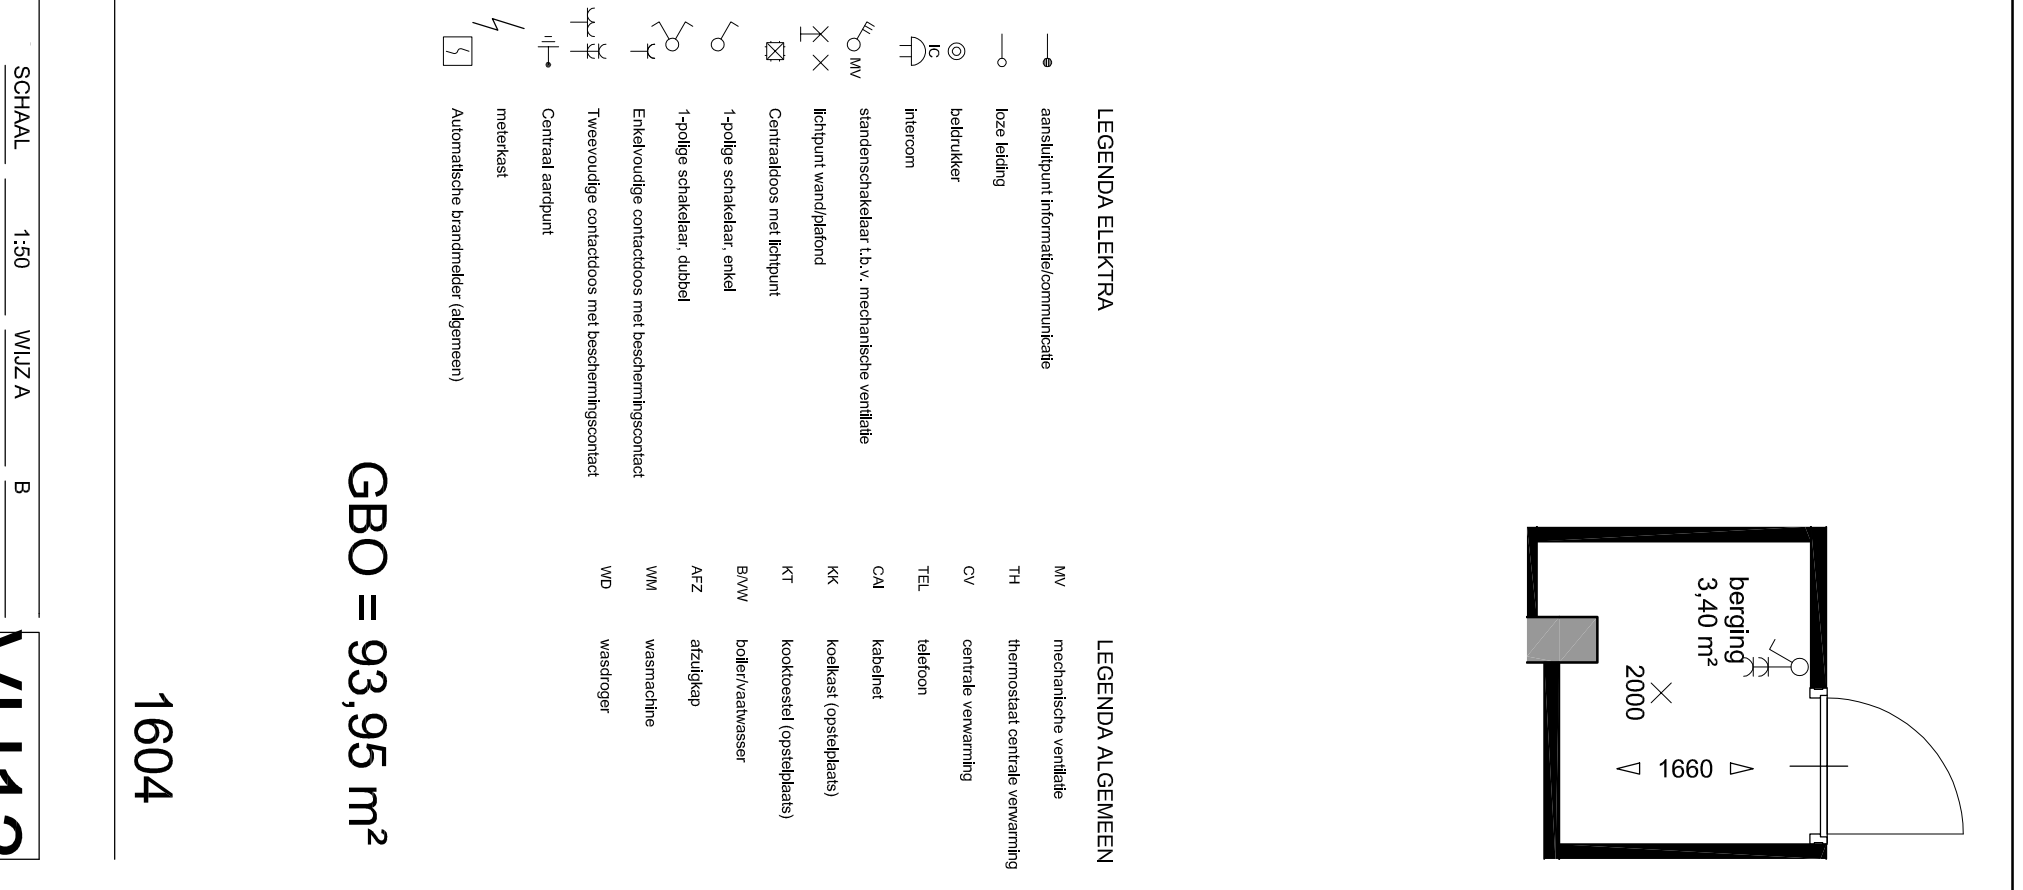 LEGENDA ELEKTRA
aansluitpunt informatie/communicatie
loze leiding
beldrukker
IC
intercom
MV
standenschakelaar t.b.v. mechanische ventilatie
lichtpunt wand/plafond
Centraaldoos met lichtpunt
1-polige schakelaar, enkel
1-polige schakelaar, dubbel
Enkelvoudige contactdoos met beschermingscontact
Tweevoudige contactdoos met beschermingscontact
Centraal aardpunt
meterkast
Automatische brandmelder (algemeen)
LEGENDA ALGEMEEN
MV mechanische ventilatie
TH thermostaat centrale verwarming
CV centrale verwarming
TEL telefoon
CAI kabelnet
KK koelkast (opstelplaats)
KT kooktoestel (opstelplaats)
B/VW boiler/vaatwasser
AFZ afzuigkap
WM wasmachine
WD wasdroger
berging
3,40 m²
2000
1660
GBO = 93,95 m²
1604
SCHAAL 1:50 WIJZ A B